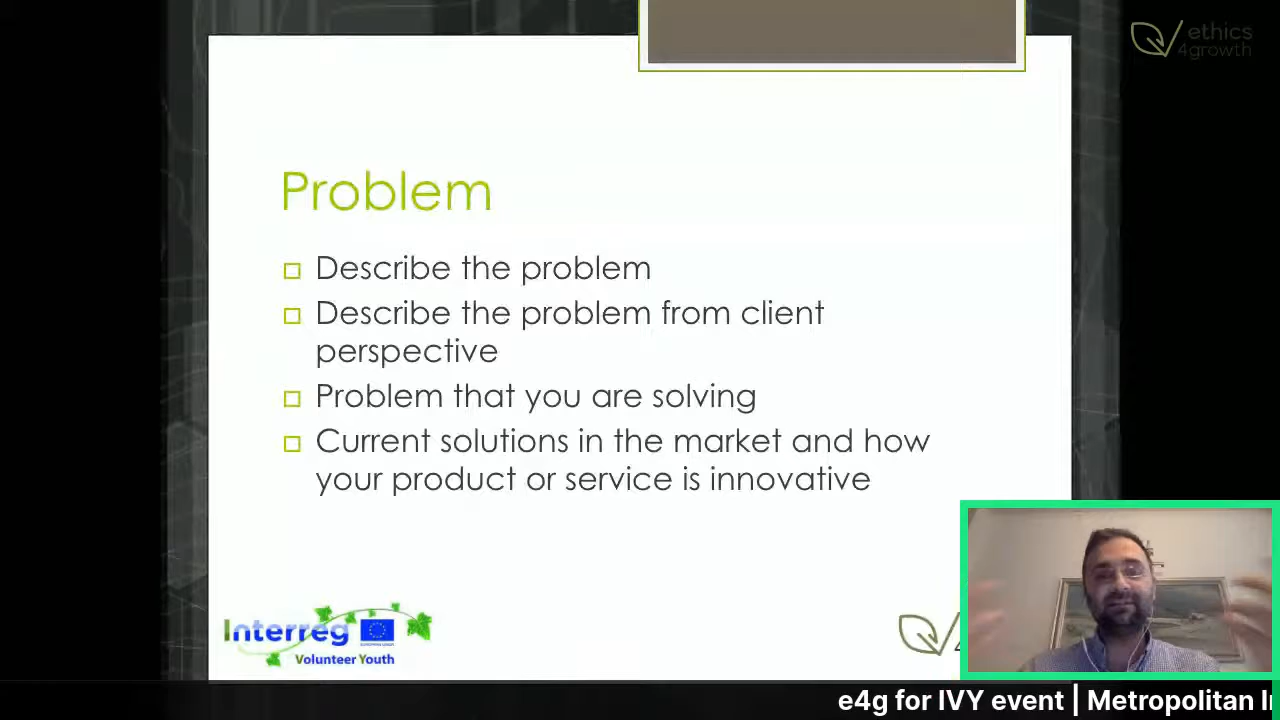 ethics
4growth
Problem
Describe the problem
Describe the problem from client
perspective
Problem that you are solving
Current solutions in the market and how
your product or service is innovative
Interreg
EUROPEAN UNION
Volunteer Youth
e4g for IVY event | Metropolitan